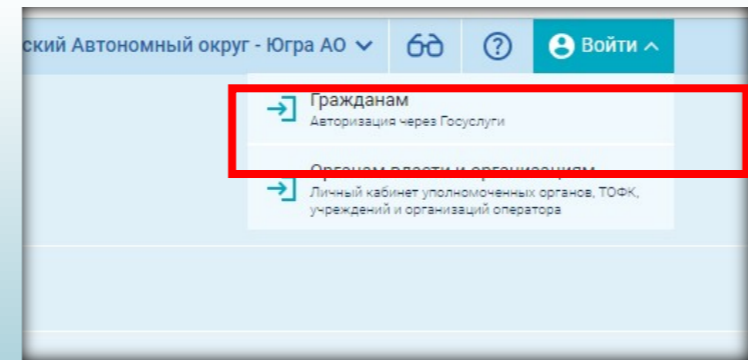 ский Автономный округ - Югра АО
Войти
Гражданам
Авторизация через Госуслуги
Органам власти и организациям
Личный кабинет уполномоченных органов, ТОФК,
учреждений и организаций оператора